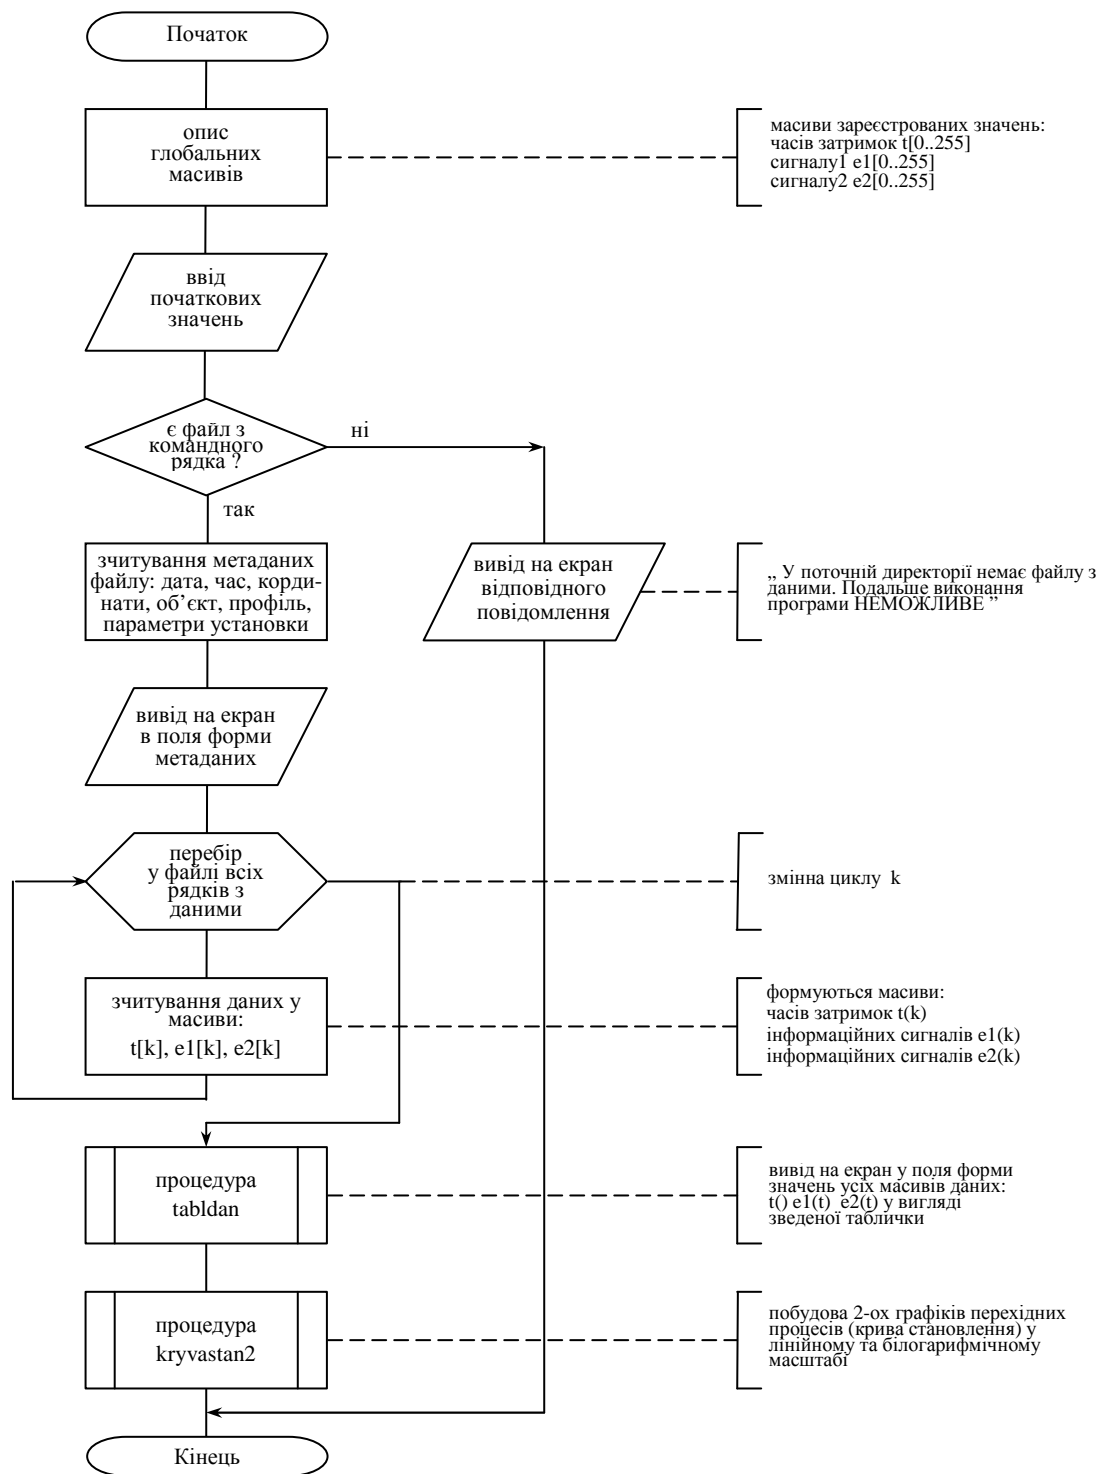 Початок
опис
глобальних
масивів
масиви зареєстрованих значень:
часів затримок t[0..255]
сигналу1 e1[0..255]
сигналу2 e2[0..255]
ввід
початкових
значень
є файл з
командного
рядка ?
ні
так
зчитування метаданих
файлу: дата, час, корди-
нати, об’єкт, профіль,
параметри установки
вивід на екран
відповідного
повідомлення
„ У поточній директорії немає файлу з
даними. Подальше виконання
програми НЕМОЖЛИВЕ ”
вивід на екран
в поля форми
метаданих
перебір
у файлі всіх
рядків з
даними
змінна циклу k
зчитування даних у
масиви:
t[k], e1[k], e2[k]
формуються масиви:
часів затримок t(k)
інформаційних сигналів e1(k)
інформаційних сигналів e2(k)
процедура
tabldan
вивід на екран у поля форми
значень усіх масивів даних:
t() e1(t) e2(t) у вигляді
зведеної таблички
процедура
kryvastan2
побудова 2-ох графіків перехідних
процесів (крива становлення) у
лінійному та білогарифмічному
масштабі
Кінець